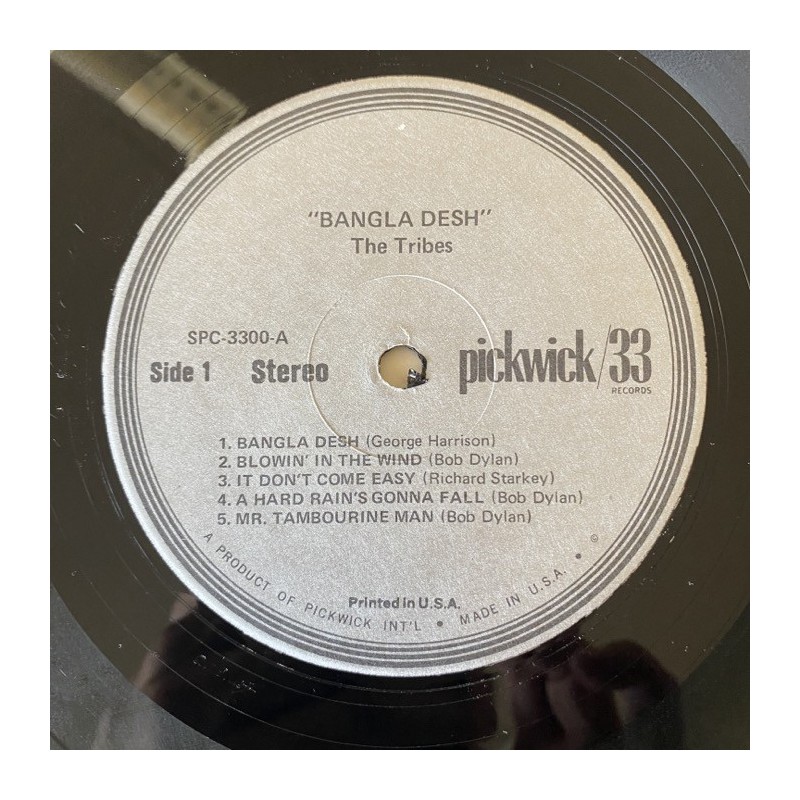 "BANGLA DESH"
The Tribes
SPC-3300-A
Side 1 Stereo
pickwick/33
RECORDS
1. BANGLA DESH (George Harrison)
2. BLOWIN' IN THE WIND (Bob Dylan)
3. IT DON'T COME EASY (Richard Starkey)
4. A HARD RAIN'S GONNA FALL (Bob Dylan)
5. MR. TAMBOURINE MAN (Bob Dylan)
Printed in U.S.A.
A PRODUCT OF PICKWICK INT'L • MADE IN U.S.A. • ©